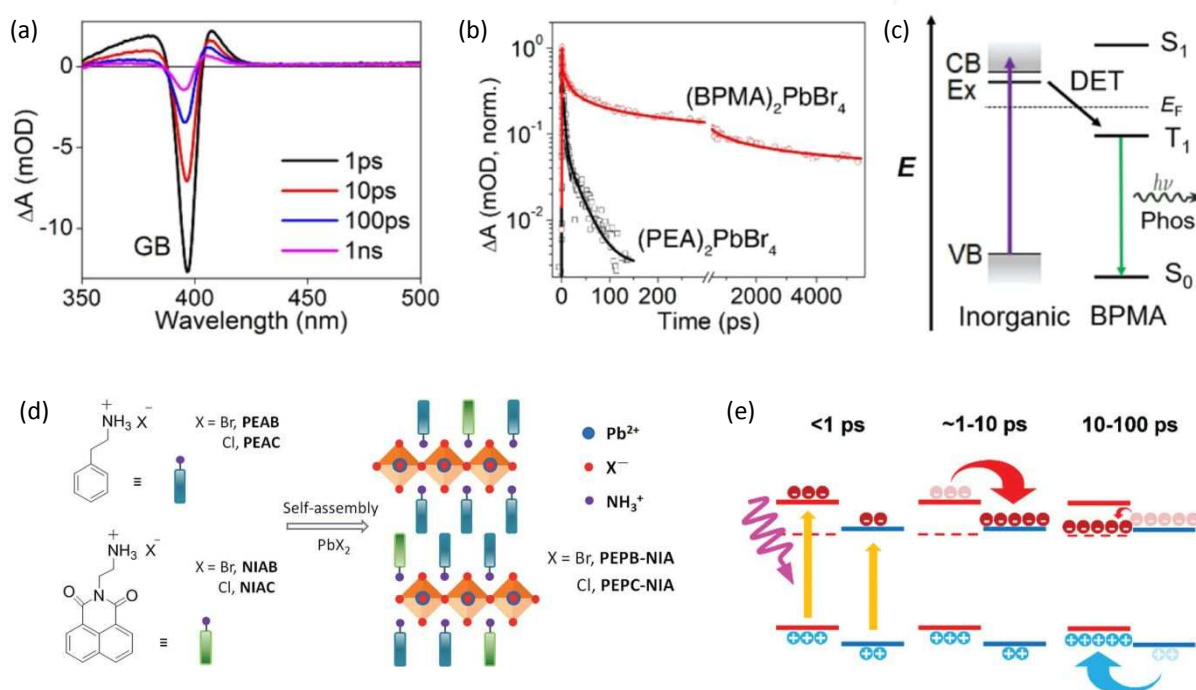 (a)
ΔA (mOD)
0
-5
-10
GB
1ps
10ps
100ps
1ns
350
400
450
500
Wavelength (nm)
(b)
ΔA (mOD, norm.)
10⁰
10⁻¹
10⁻²
(BPMA)₂PbBr₄
(PEA)₂PbBr₄
0
100
200
2000
4000
Time (ps)
(c)
E
CB
Ex
VB
DET
S₁
E_F
T₁
hν
Phos
S₀
Inorganic
BPMA
(d)
+
NH₃ X⁻
X = Br, PEAB
Cl, PEAC
≡
+
NH₃ X⁻
X = Br, NIAB
Cl, NIAC
O
N
O
≡
Self-assembly
PbX₂
Pb²⁺
X⁻
NH₃⁺
X = Br, PEPB-NIA
Cl, PEPC-NIA
(e)
<1 ps
~1-10 ps
10-100 ps